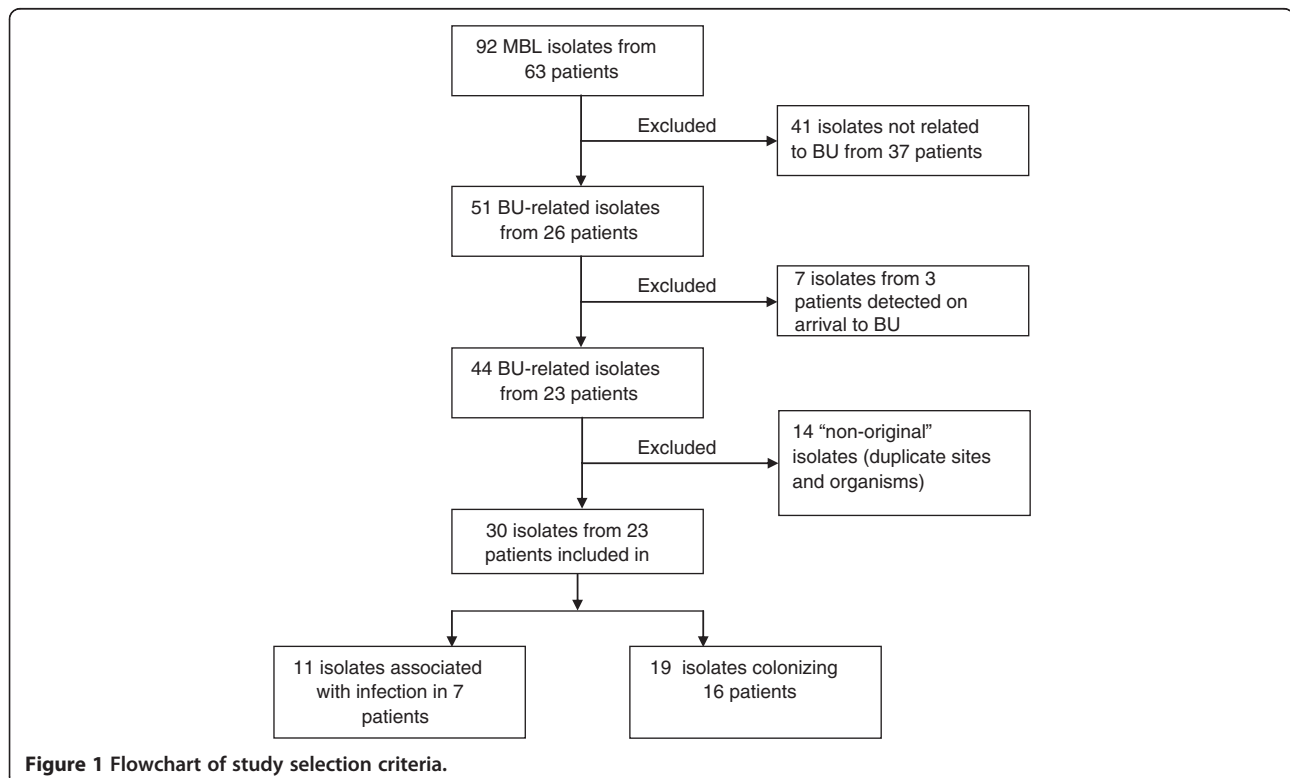 92 MBL isolates from
63 patients
Excluded
41 isolates not related
to BU from 37 patients
51 BU-related isolates
from 26 patients
Excluded
7 isolates from 3
patients detected on
arrival to BU
44 BU-related isolates
from 23 patients
Excluded
14 “non-original”
isolates (duplicate sites
and organisms)
30 isolates from 23
patients included in
11 isolates associated
with infection in 7
patients
19 isolates colonizing
16 patients
Figure 1 Flowchart of study selection criteria.